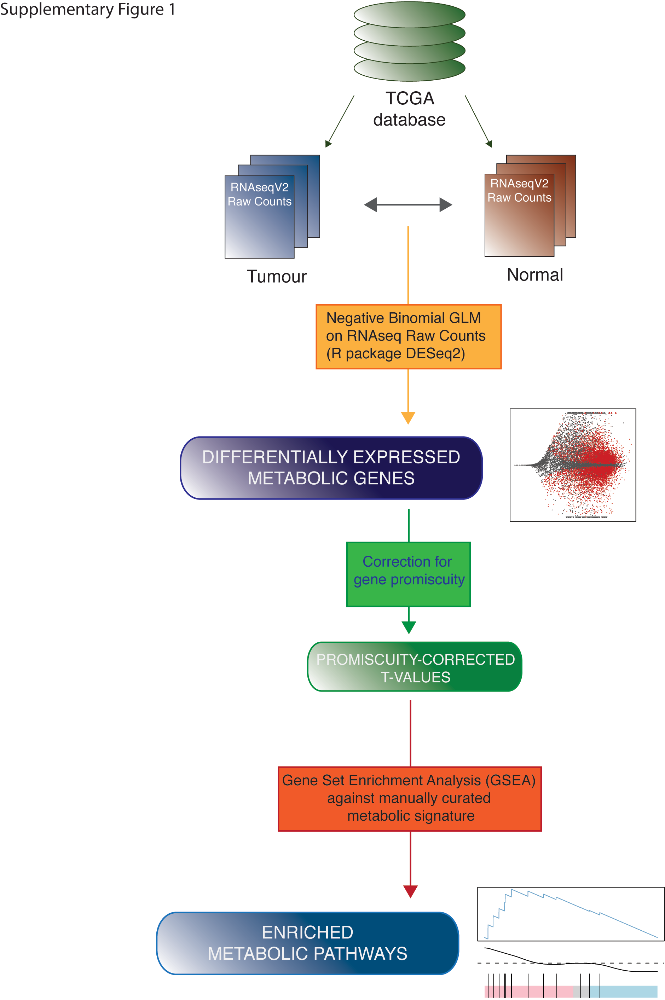 Supplementary Figure 1
TCGA
database
RNAseqV2
Raw Counts
RNAseqV2
Raw Counts
Tumour
Normal
Negative Binomial GLM
on RNAseq Raw Counts
(R package DESeq2)
DIFFERENTIALLY EXPRESSED
METABOLIC GENES
Correction for
gene promiscuity
PROMISCUITY-CORRECTED
T-VALUES
Gene Set Enrichment Analysis (GSEA)
against manually curated
metabolic signature
ENRICHED
METABOLIC PATHWAYS